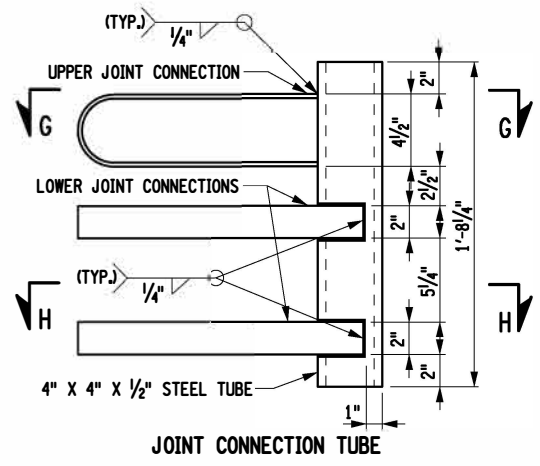 (TYP.)
1/4"
UPPER JOINT CONNECTION
2"
G
G
4 1/2"
2 1/2"
LOWER JOINT CONNECTIONS
2"
1'-8 1/4"
5 1/4"
(TYP.)
1/4"
H
H
2"
2"
4" X 4" X 1/2" STEEL TUBE
1"
JOINT CONNECTION TUBE